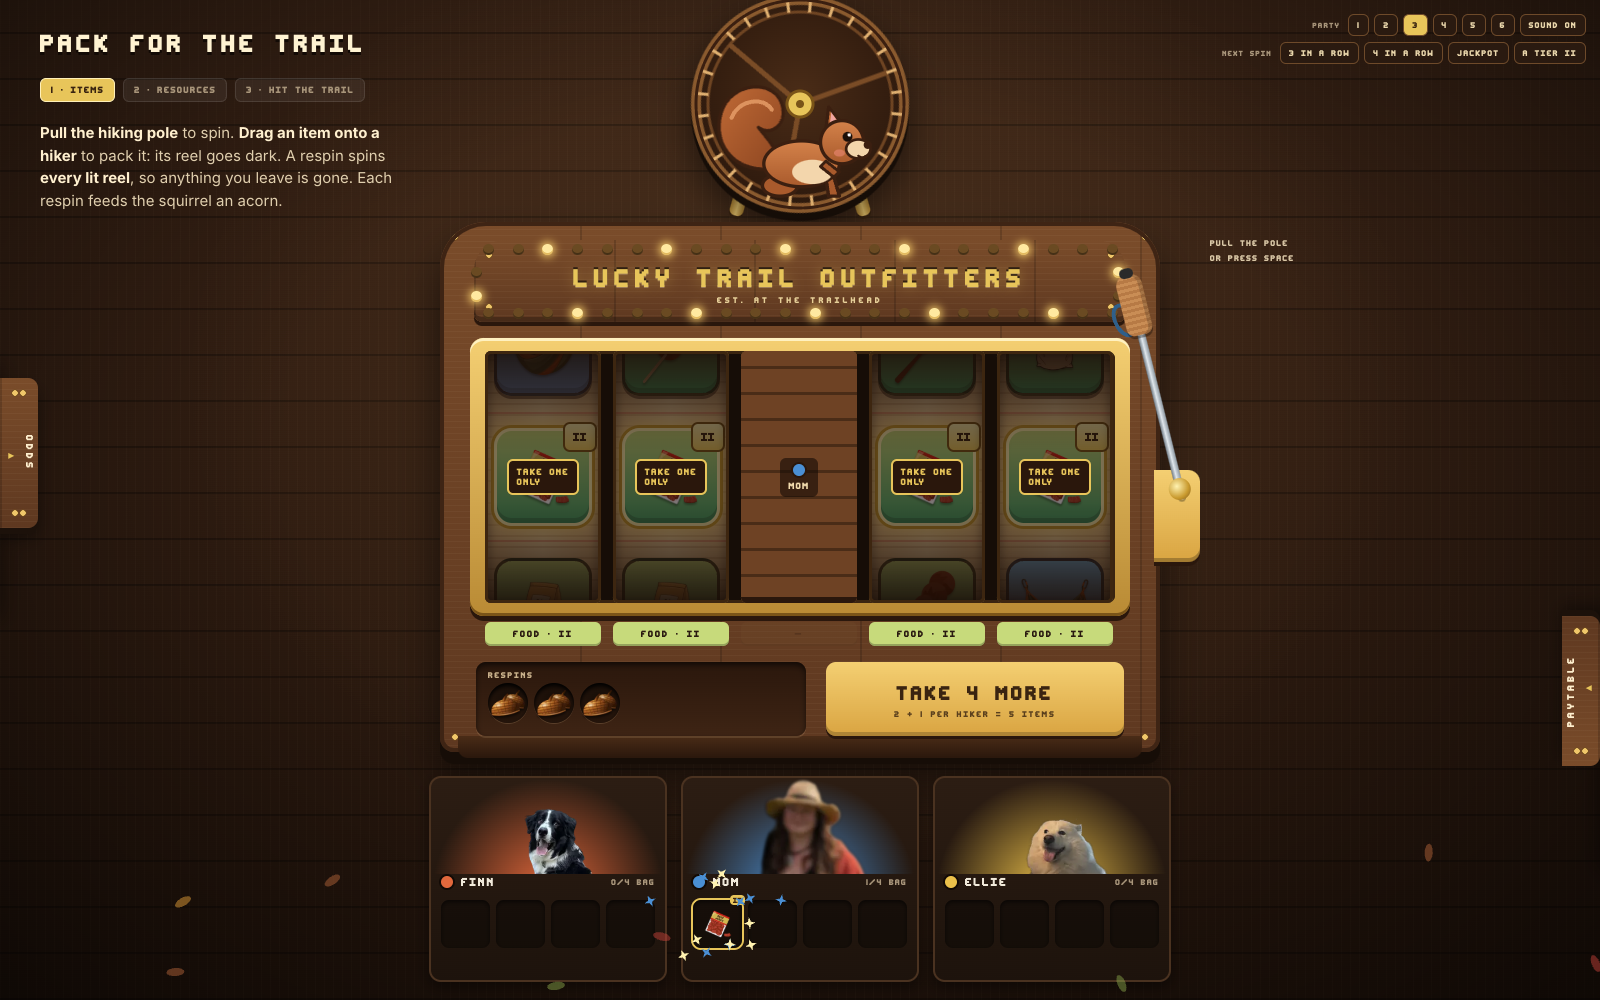 PACK FOR THE TRAIL
1 · ITEMS
2 · RESOURCES
3 · HIT THE TRAIL
Pull the hiking pole to spin. Drag an item onto a
hiker to pack it: its reel goes dark. A respin spins
every lit reel, so anything you leave is gone. Each
respin feeds the squirrel an acorn.
PARTY
1
2
3
4
5
6
SOUND ON
NEXT SPIN
3 IN A ROW
4 IN A ROW
JACKPOT
A TIER II
PULL THE POLE
OR PRESS SPACE
LUCKY TRAIL OUTFITTERS
EST. AT THE TRAILHEAD
ODDS
II
TAKE ONE
ONLY
II
TAKE ONE
ONLY
MOM
II
TAKE ONE
ONLY
II
TAKE ONE
ONLY
FOOD · II
FOOD · II
FOOD · II
FOOD · II
RESPINS
TAKE 4 MORE
2 + 1 PER HIKER = 5 ITEMS
PAYTABLE
FINN
0/4 BAG
MOM
1/4 BAG
ELLIE
0/4 BAG